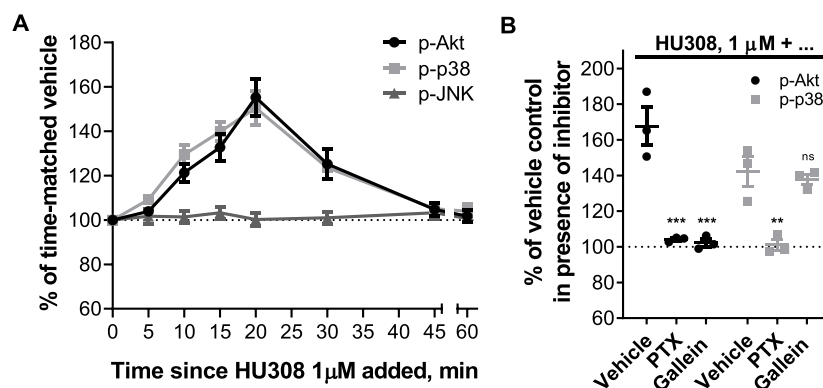 A
% of time-matched vehicle
180
160
140
120
100
80
60
p-Akt
p-p38
p-JNK
0 5 10 15 20 25 30 35 40 45 60
Time since HU308 1μM added, min
B
HU308, 1 μM + ...
% of vehicle control
in presence of inhibitor
200
180
160
140
120
100
80
60
p-Akt
p-p38
*** *** ** ns
Vehicle PTX Gallein Vehicle PTX Gallein